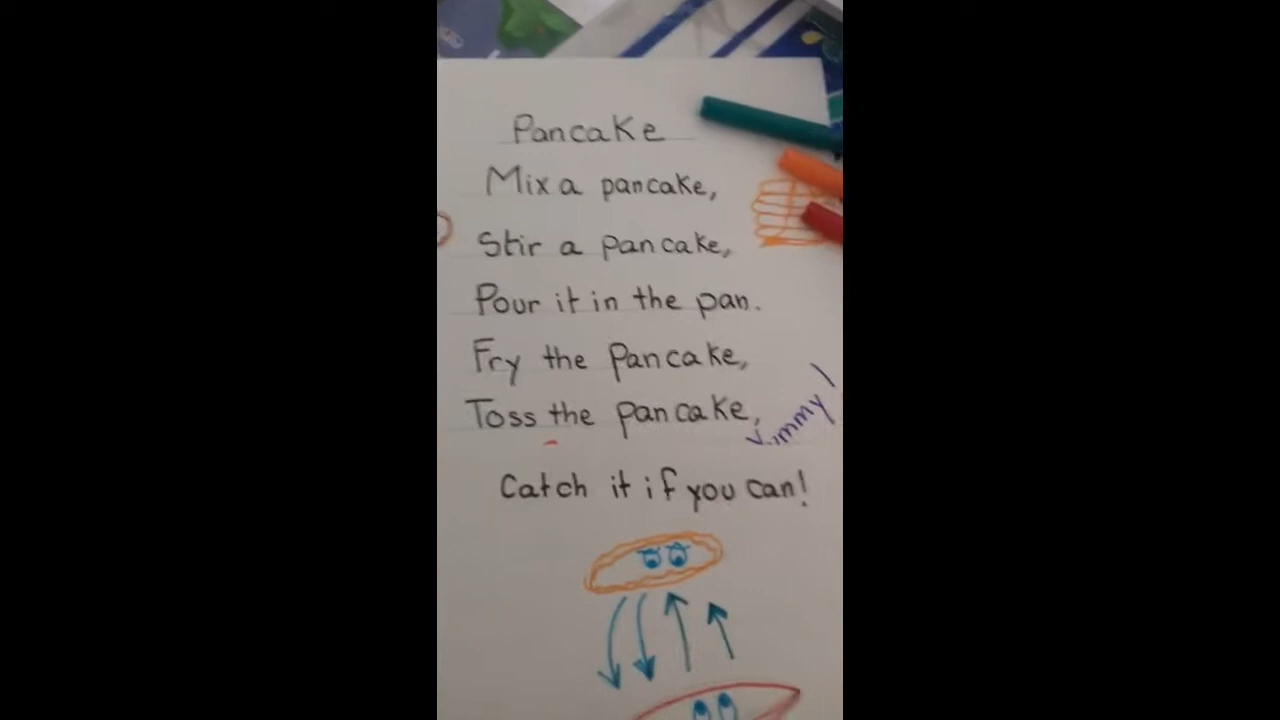 Pancake
Mix a pancake,
Stir a pancake,
Pour it in the pan.
Fry the pancake,
Toss the pancake,
Yummy!
Catch it if you can!